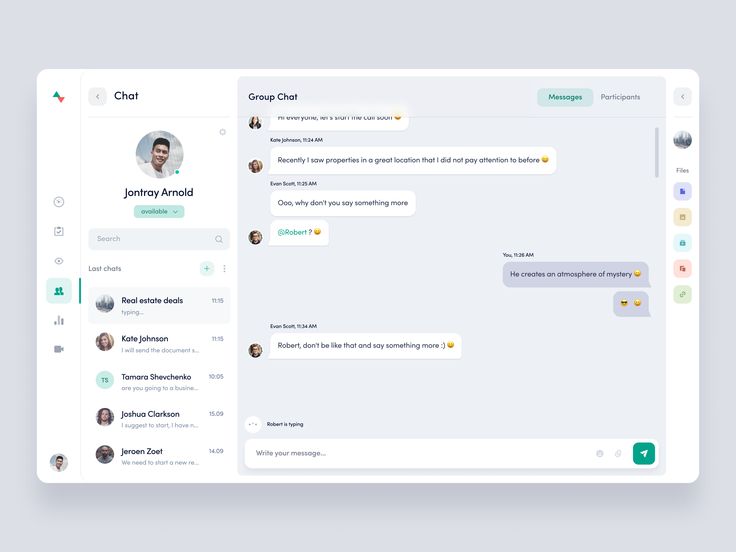 Chat
Jontray Arnold
available
Search
Last chats
Real estate deals 11:15
typing...
Kate Johnson 11:15
I will send the document s...
TS
Tamara Shevchenko 10:05
are you going to a busine...
Joshua Clarkson 15.09
I suggest to start, I have n...
Jeroen Zoet 14.09
We need to start a new re...
Group Chat
Messages Participants
Hi everyone, let's start the call soon 😄
Kate Johnson, 11:24 AM
Recently I saw properties in a great location that I did not pay attention to before 😄
Evan Scott, 11:25 AM
Ooo, why don't you say something more
@Robert ? 😄
You, 11:26 AM
He creates an atmosphere of mystery 😄
😎 😄
Evan Scott, 11:34 AM
Robert, don't be like that and say something more :) 😄
Robert is typing
Write your message...
Files